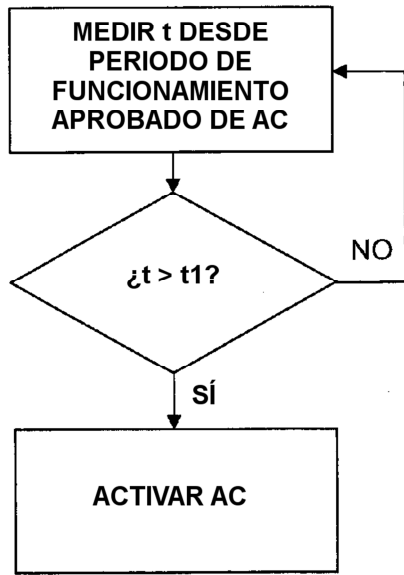 MEDIR t DESDE
PERIODO DE
FUNCIONAMIENTO
APROBADO DE AC
¿t > t1?
NO
SÍ
ACTIVAR AC